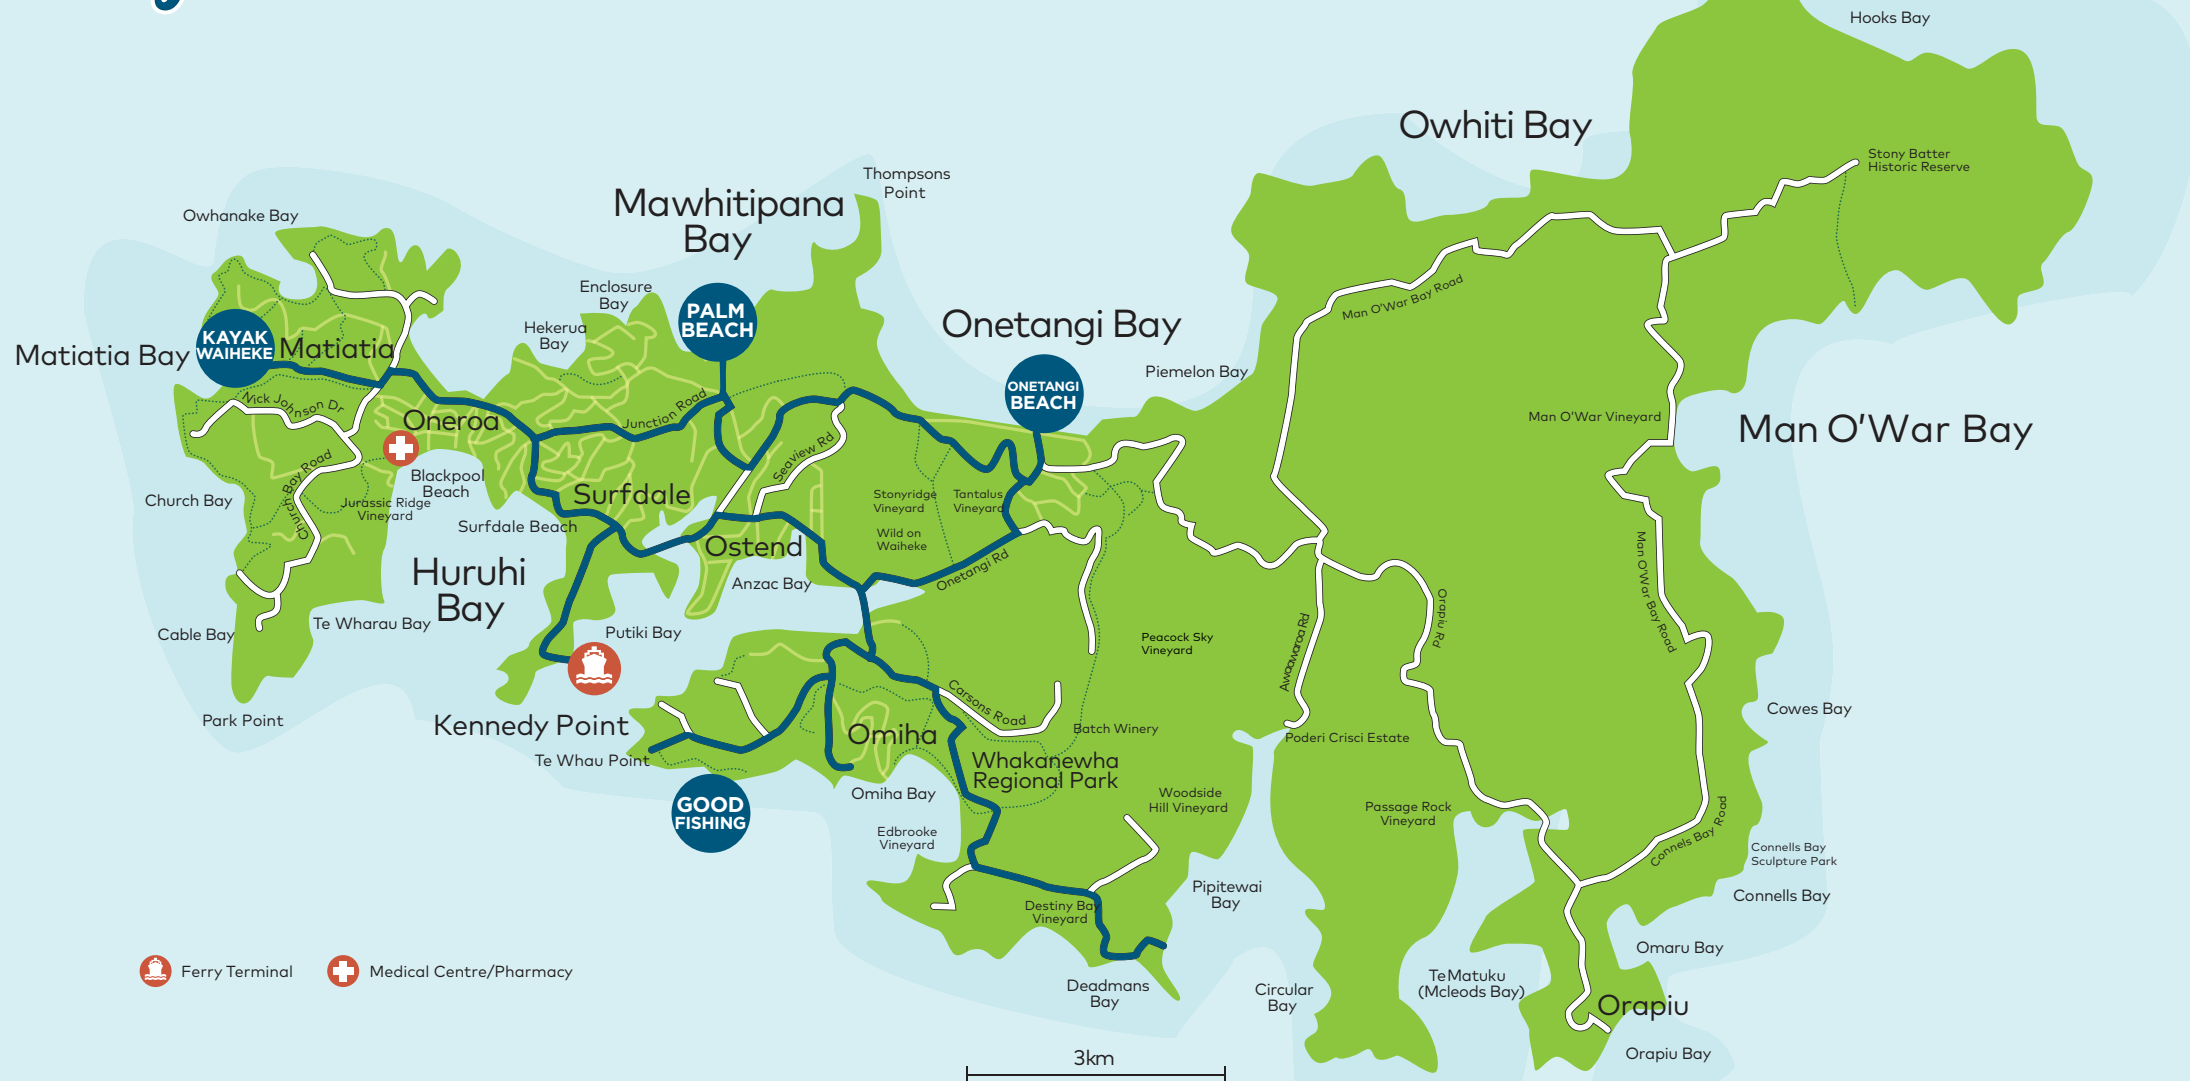 Hooks Bay
Owhiti Bay
Stony Batter
Historic Reserve
Thompsons
Point
Mawhitipana
Bay
Owhanake Bay
Enclosure
Bay
PALM
BEACH
Hekerua
Bay
Onetangi Bay
Man O'War Bay Road
KAYAK
WAIHEKE
Matiatia
Matiatia Bay
Piemelon Bay
ONETANGI
BEACH
Nick Johnson Dr
Oneroa
Junction Road
Man O'War Vineyard
Man O'War Bay
Seaview Rd
Church Bay Road
Blackpool
Beach
Church Bay
Jurassic Ridge
Vineyard
Surfdale
Stonyridge
Vineyard
Tantalus
Vineyard
Surfdale Beach
Wild on
Waiheke
Ostend
Onetangi Rd
Man O'War Bay Road
Huruhi
Bay
Anzac Bay
Orapiu Rd
Te Wharau Bay
Cable Bay
Putiki Bay
Peacock Sky
Vineyard
Awaawaroa Rd
Carsons Road
Cowes Bay
Park Point
Kennedy Point
Omiha
Batch Winery
Poderi Crisci Estate
Te Whau Point
Whakanewha
Regional Park
Omiha Bay
Woodside
Hill Vineyard
GOOD
FISHING
Passage Rock
Vineyard
Connels Bay Road
Edbrooke
Vineyard
Connells Bay
Sculpture Park
Pipitewai
Bay
Connells Bay
Destiny Bay
Vineyard
Omaru Bay
Ferry Terminal
Medical Centre/Pharmacy
Deadmans
Bay
Circular
Bay
Te Matuku
(Mcleods Bay)
Orapiu
Orapiu Bay
3km